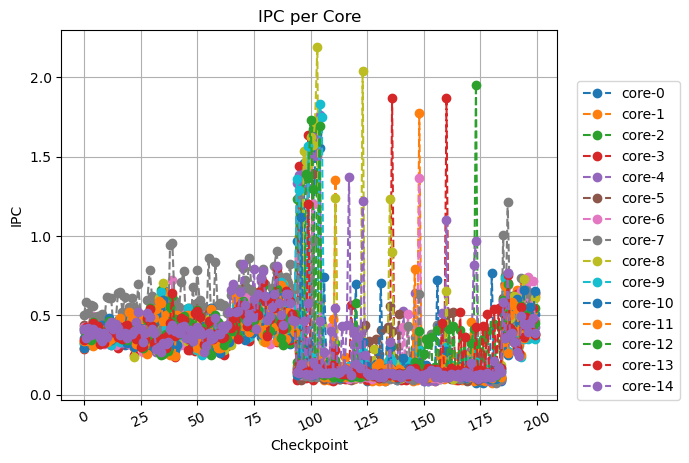 IPC per Core
IPC
2.0
1.5
1.0
0.5
0.0
0
25
50
75
100
125
150
175
200
Checkpoint
core-0
core-1
core-2
core-3
core-4
core-5
core-6
core-7
core-8
core-9
core-10
core-11
core-12
core-13
core-14